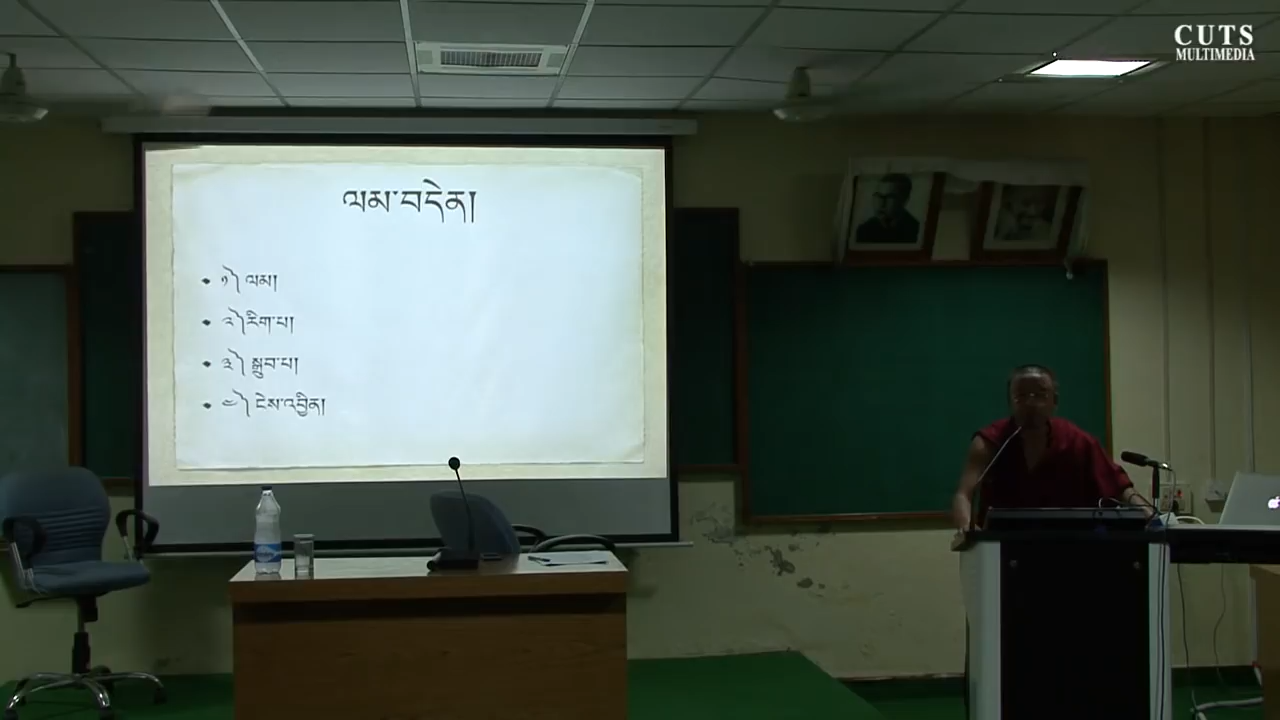 CUTS
MULTIMEDIA
ལམ་བདེན།
• ༡༽ ལམ།
• ༢༽རིག་པ།
• ༣༽ སྒྲུབ་པ།
• ༤༽ ངེས་འབྱིན།